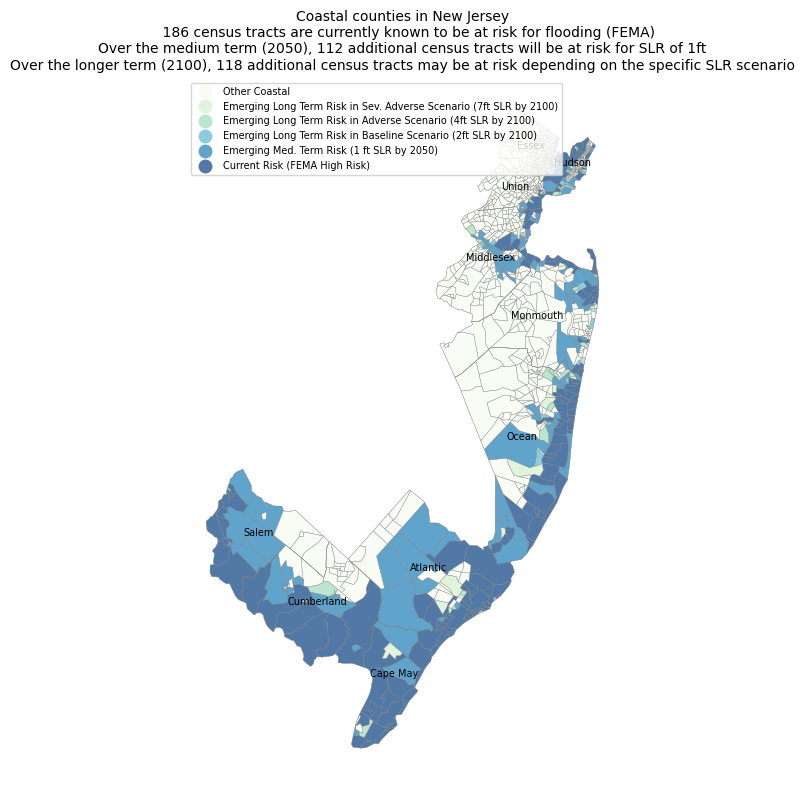 Coastal counties in New Jersey
186 census tracts are currently known to be at risk for flooding (FEMA)
Over the medium term (2050), 112 additional census tracts will be at risk for SLR of 1ft
Over the longer term (2100), 118 additional census tracts may be at risk depending on the specific SLR scenario
Other Coastal
Emerging Long Term Risk in Sev. Adverse Scenario (7ft SLR by 2100)
Emerging Long Term Risk in Adverse Scenario (4ft SLR by 2100)
Emerging Long Term Risk in Baseline Scenario (2ft SLR by 2100)
Emerging Med. Term Risk (1 ft SLR by 2050)
Current Risk (FEMA High Risk)
Essex
Hudson
Union
Middlesex
Monmouth
Ocean
Salem
Atlantic
Cumberland
Cape May